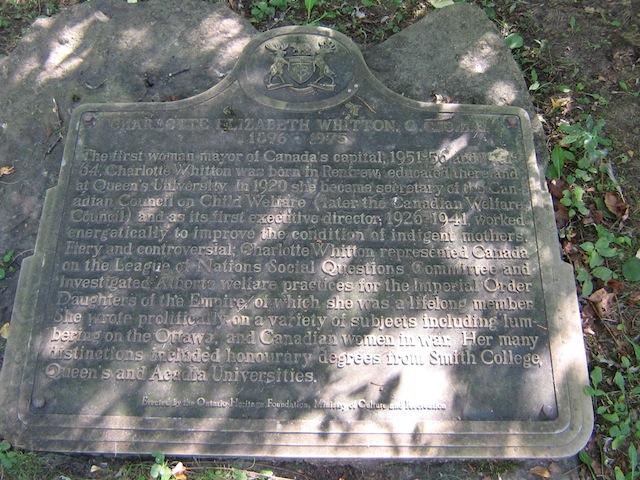 CHARLOTTE ELIZABETH WHITTON, O.C., C.B.E.
1896 - 1975
The first woman mayor of Canada's capital, 1951-56 and
64, Charlotte Whitton was born in Renfrew, educated there and
at Queen's University. In 1920 she became secretary of the Can-
adian Council on Child Welfare (later the Canadian Welfare
Council) and as its first executive director, 1926-1941, worked
energetically to improve the condition of indigent mothers.
Fiery and controversial, Charlotte Whitton represented Canada
on the League of Nations Social Questions Committee and
investigated Alberta welfare practices for the Imperial Order
Daughters of the Empire, of which she was a lifelong member.
She wrote prolifically on a variety of subjects including lum-
bering on the Ottawa, and Canadian women in war. Her many
distinctions included honourary degrees from Smith College,
Queen's and Acadia Universities.
Erected by the Ontario Heritage Foundation, Ministry of Culture and Recreation